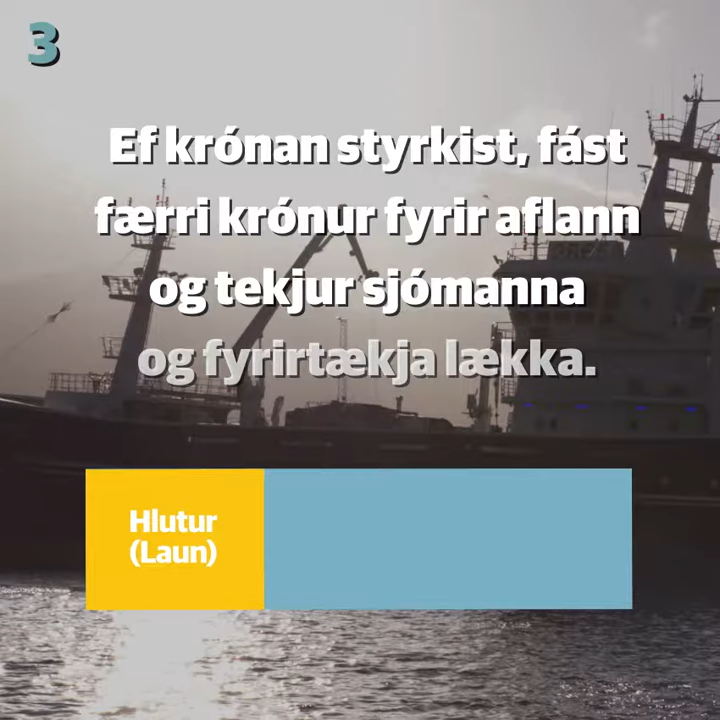 3
Ef krónan styrkist, fást
færri krónur fyrir aflann
og tekjur sjómanna
og fyrirtækja lækka.
Hlutur
(Laun)